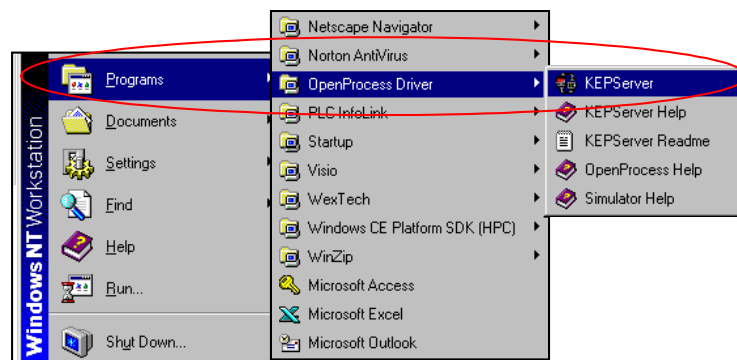 Windows NT Workstation
Programs
Documents
Settings
Find
Help
Run...
Shut Down...
Netscape Navigator
Norton AntiVirus
OpenProcess Driver
PLC InfoLink
Startup
Visio
WexTech
Windows CE Platform SDK (HPC)
WinZip
Microsoft Access
Microsoft Excel
Microsoft Outlook
KEPServer
KEPServer Help
KEPServer Readme
OpenProcess Help
Simulator Help